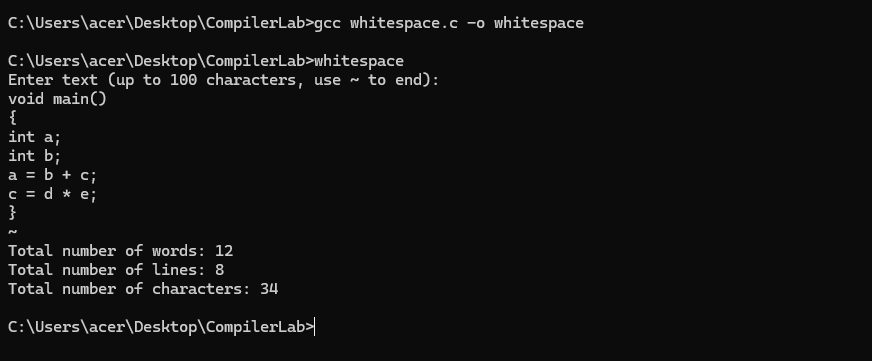 C:\Users\acer\Desktop\CompilerLab>gcc whitespace.c -o whitespace
C:\Users\acer\Desktop\CompilerLab>whitespace
Enter text (up to 100 characters, use ~ to end):
void main()
{
int a;
int b;
a = b + c;
c = d * e;
}
~
Total number of words: 12
Total number of lines: 8
Total number of characters: 34
C:\Users\acer\Desktop\CompilerLab>